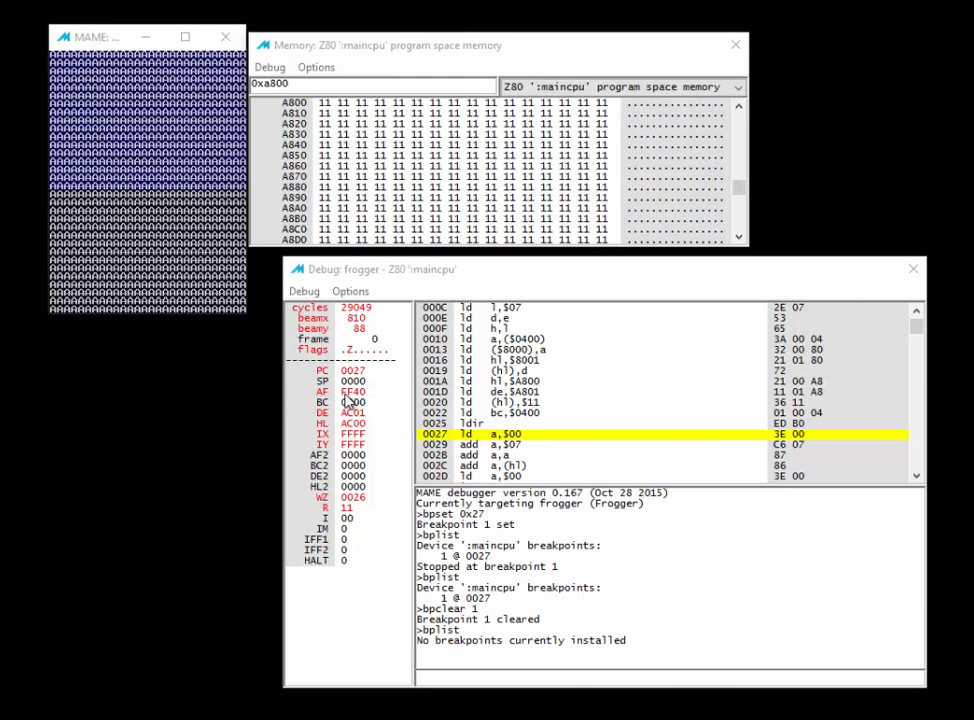 MAME: ...
Memory: Z80 ':maincpu' program space memory
Debug Options
0xa800 Z80 ':maincpu' program space memory
A800 11 11 11 11 11 11 11 11 11 11 11 11 11 11 11 11 ................
A810 11 11 11 11 11 11 11 11 11 11 11 11 11 11 11 11 ................
A820 11 11 11 11 11 11 11 11 11 11 11 11 11 11 11 11 ................
A830 11 11 11 11 11 11 11 11 11 11 11 11 11 11 11 11 ................
A840 11 11 11 11 11 11 11 11 11 11 11 11 11 11 11 11 ................
A850 11 11 11 11 11 11 11 11 11 11 11 11 11 11 11 11 ................
A860 11 11 11 11 11 11 11 11 11 11 11 11 11 11 11 11 ................
A870 11 11 11 11 11 11 11 11 11 11 11 11 11 11 11 11 ................
A880 11 11 11 11 11 11 11 11 11 11 11 11 11 11 11 11 ................
A890 11 11 11 11 11 11 11 11 11 11 11 11 11 11 11 11 ................
A8A0 11 11 11 11 11 11 11 11 11 11 11 11 11 11 11 11 ................
A8B0 11 11 11 11 11 11 11 11 11 11 11 11 11 11 11 11 ................
A8C0 11 11 11 11 11 11 11 11 11 11 11 11 11 11 11 11 ................
A8D0 11 11 11 11 11 11 11 11 11 11 11 11 11 11 11 11 ................
Debug: frogger - Z80 ':maincpu'
Debug Options
cycles 29049
beamx 810
beamy 88
frame 0
flags .Z......
PC 0027
SP 0000
AF FF40
BC
DE AC01
HL AC00
IX FFFF
IY FFFF
AF2 0000
BC2 0000
DE2 0000
HL2 0000
WZ 0026
R 11
I 00
IM 0
IFF1 0
IFF2 0
HALT 0
000C ld l,$07 2E 07
000E ld d,e 53
000F ld h,l 65
0010 ld a,($0400) 3A 00 04
0013 ld ($8000),a 32 00 80
0016 ld hl,$8001 21 01 80
0019 ld (hl),d 72
001A ld hl,$A800 21 00 A8
001D ld de,$A801 11 01 A8
0020 ld (hl),$11 36 11
0022 ld bc,$0400 01 00 04
0025 ldir ED B0
0027 ld a,$00 3E 00
0029 add a,$07 C6 07
002B add a,a 87
002C add a,(hl) 86
002D ld a,$00 3E 00
MAME debugger version 0.167 (Oct 28 2015)
Currently targeting frogger (Frogger)
>bpset 0x27
Breakpoint 1 set
>bplist
Device ':maincpu' breakpoints:
1 @ 0027
Stopped at breakpoint 1
>bplist
Device ':maincpu' breakpoints:
1 @ 0027
>bpclear 1
Breakpoint 1 cleared
>bplist
No breakpoints currently installed